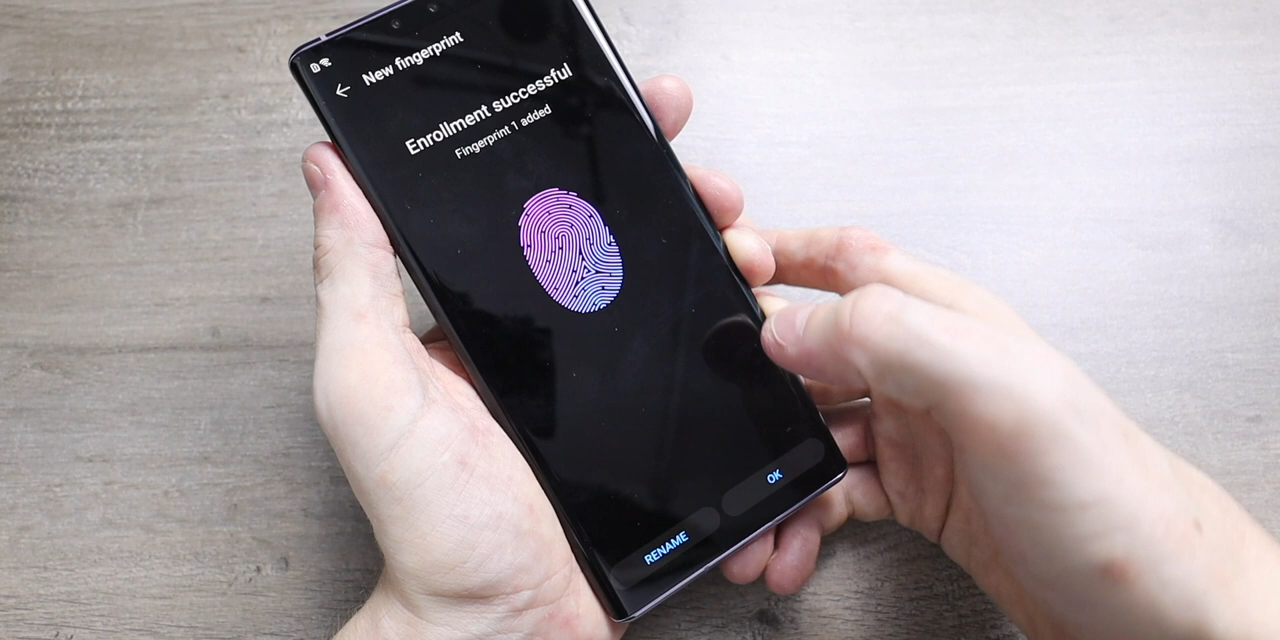 New fingerprint
Enrollment successful
Fingerprint 1 added
RENAME
OK